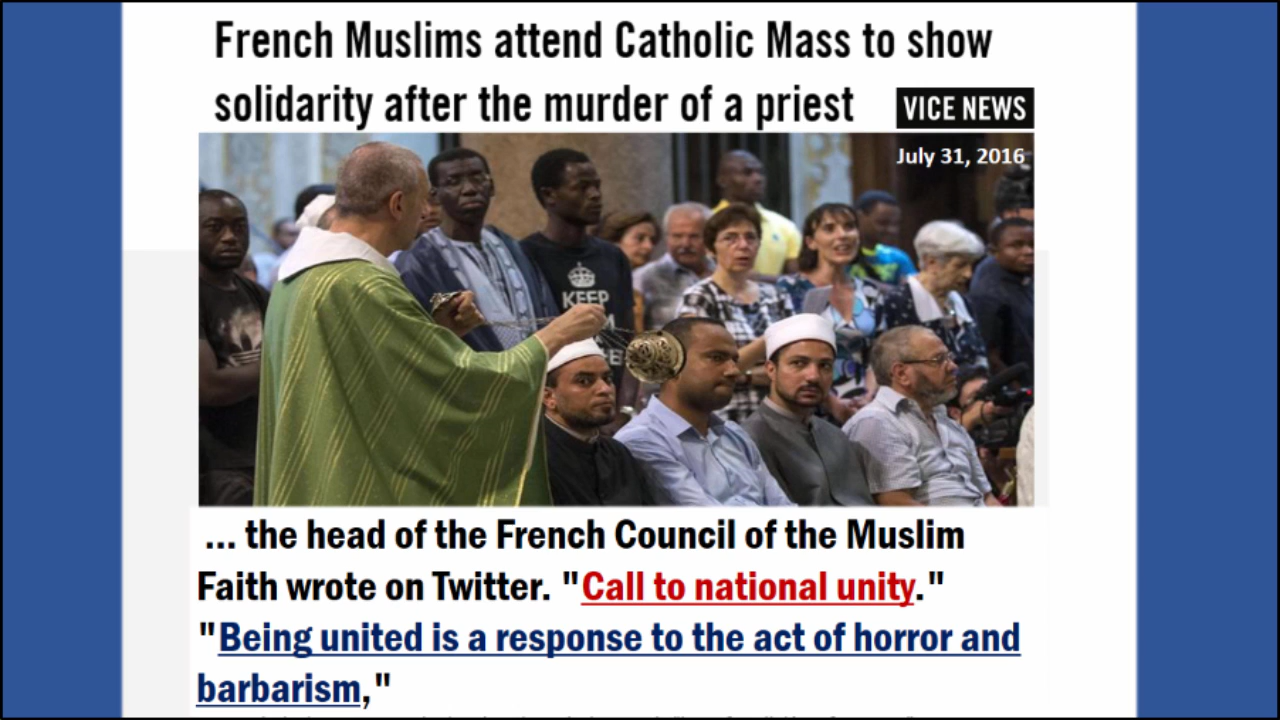 French Muslims attend Catholic Mass to show
solidarity after the murder of a priest
VICE NEWS
July 31, 2016
KEEP
... the head of the French Council of the Muslim
Faith wrote on Twitter. "Call to national unity."
"Being united is a response to the act of horror and
barbarism,"